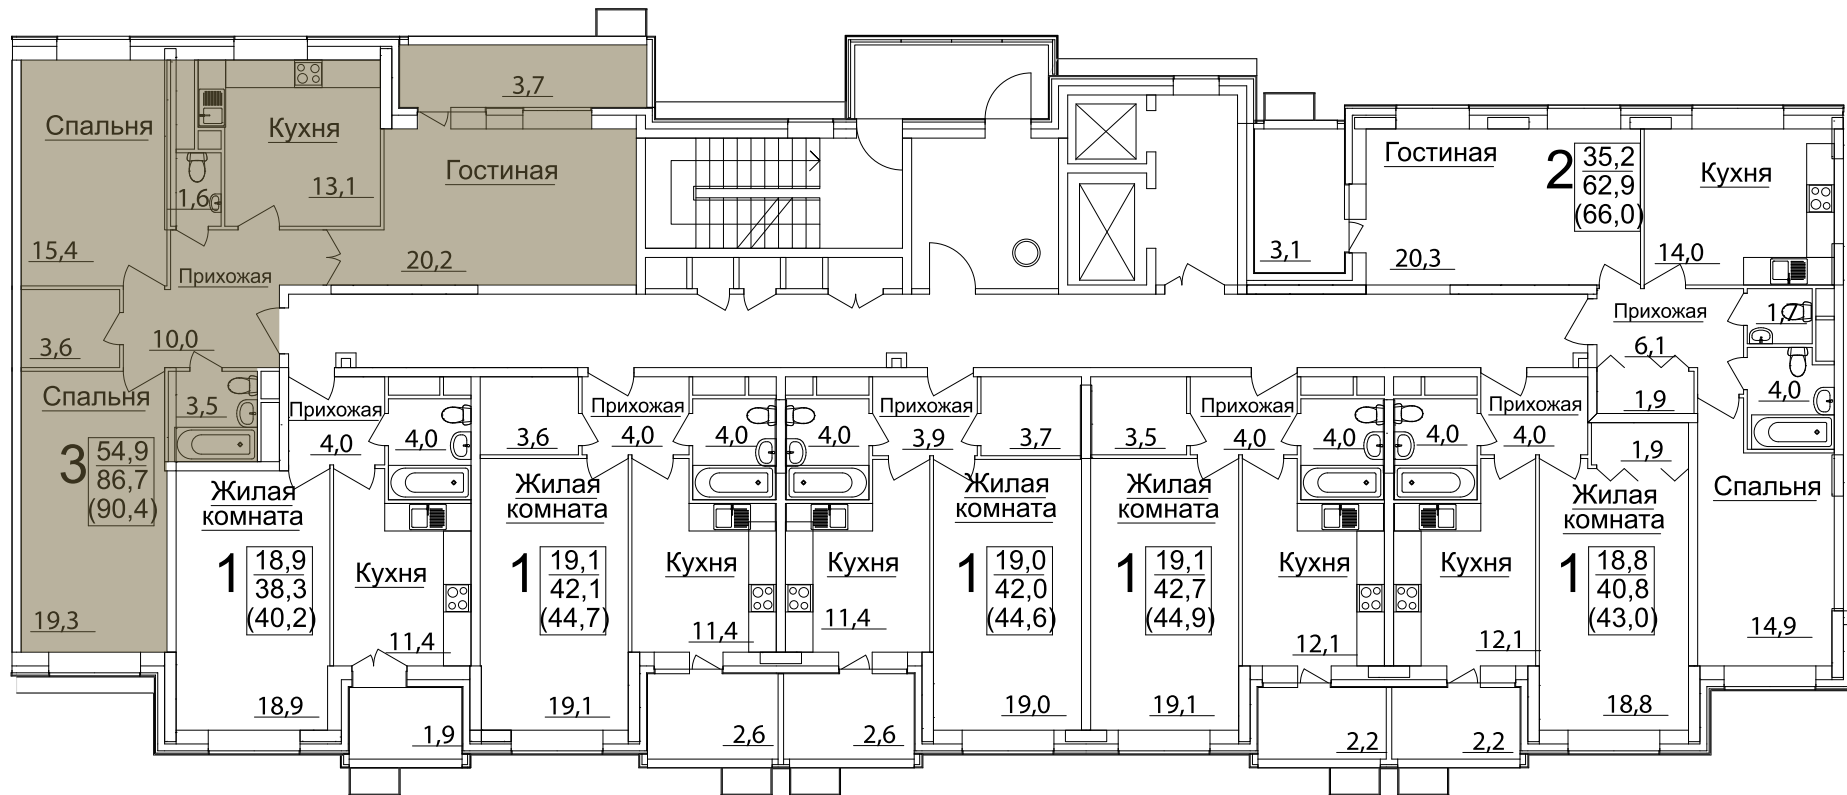 3,7
Спальня
Кухня
Гостиная
1,6
13,1
15,4
20,2
Прихожая
3,6
10,0
Спальня
3,5
3
54,9
86,7
(90,4)
19,3
Гостиная
2
35,2
62,9
(66,0)
Кухня
3,1
20,3
14,0
Прихожая
1,7
6,1
1,9
4,0
1,9
Спальня
14,9
Прихожая
4,0
4,0
Жилая
комната
1
18,9
38,3
(40,2)
Кухня
11,4
18,9
1,9
3,6
Прихожая
4,0
4,0
Жилая
комната
1
19,1
42,1
(44,7)
Кухня
11,4
19,1
2,6
4,0
Прихожая
3,9
3,7
Жилая
комната
Кухня
1
19,0
42,0
(44,6)
11,4
19,0
2,6
3,5
Прихожая
4,0
4,0
Жилая
комната
1
19,1
42,7
(44,9)
Кухня
12,1
19,1
2,2
4,0
Прихожая
4,0
Жилая
комната
Кухня
1
18,8
40,8
(43,0)
12,1
18,8
2,2